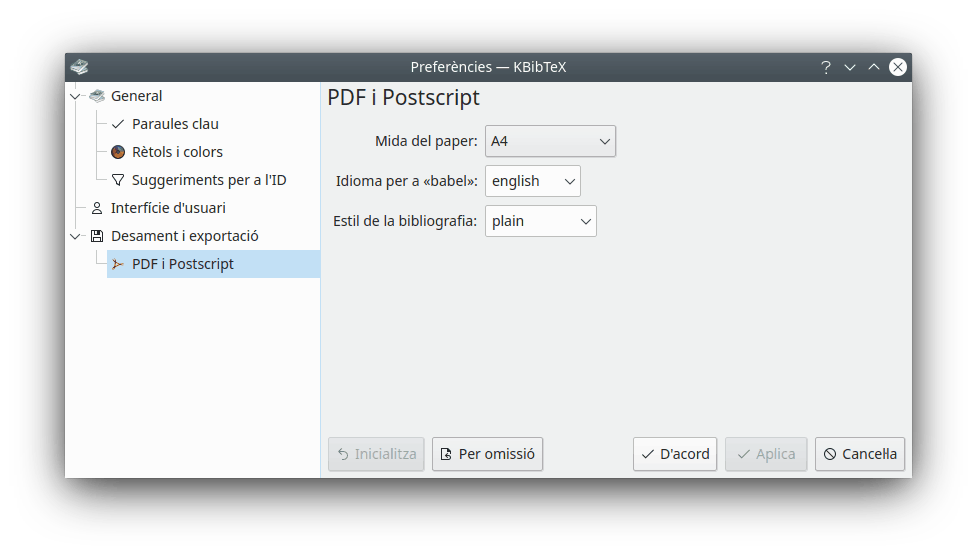 Preferències — KBibTeX
General
Paraules clau
Rètols i colors
Suggeriments per a l'ID
Interfície d'usuari
Desament i exportació
PDF i Postscript
PDF i Postscript
Mida del paper: A4
Idioma per a «babel»: english
Estil de la bibliografia: plain
Inicialitza Per omissió D'acord Aplica Cancel·la